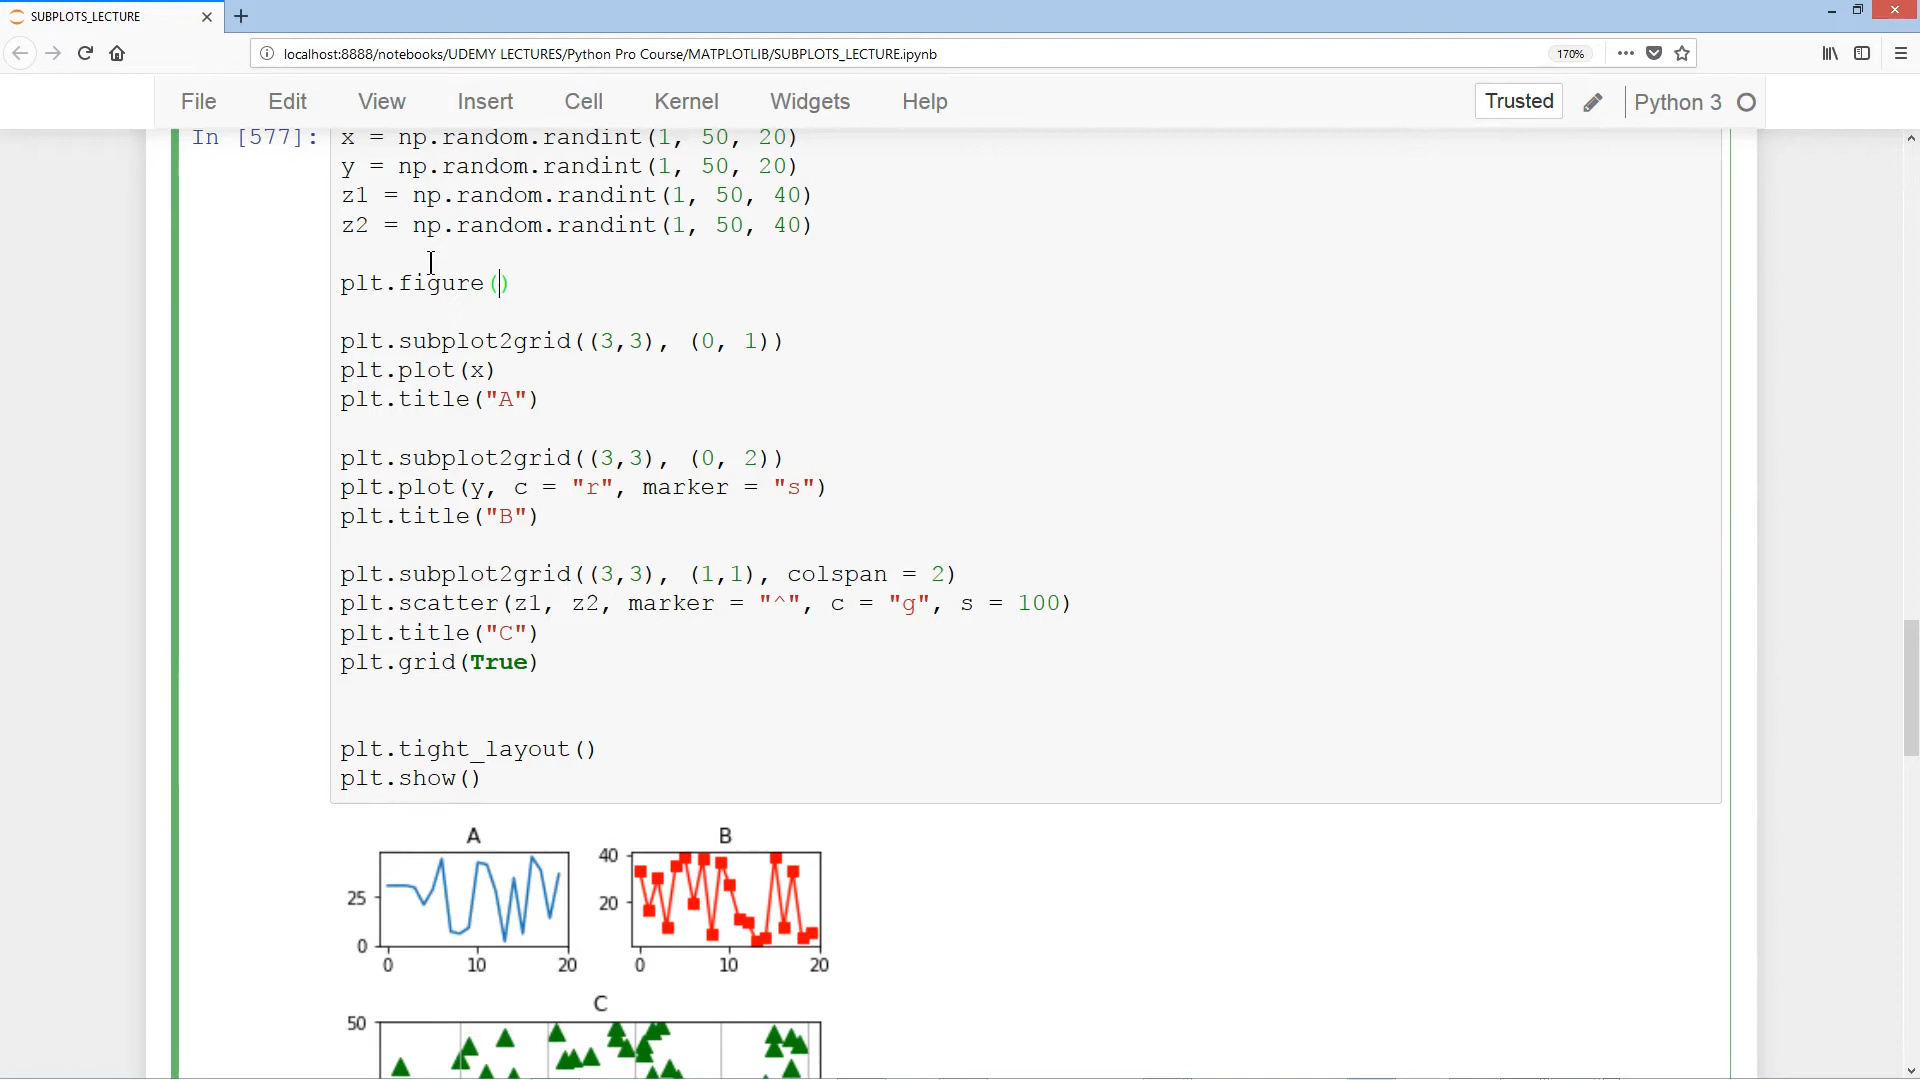 SUBPLOTS_LECTURE
localhost:8888/notebooks/UDEMY LECTURES/Python Pro Course/MATPLOTLIB/SUBPLOTS_LECTURE.ipynb
170%
File Edit View Insert Cell Kernel Widgets Help
Trusted
Python 3
In [577]:
x = np.random.randint(1, 50, 20)
y = np.random.randint(1, 50, 20)
z1 = np.random.randint(1, 50, 40)
z2 = np.random.randint(1, 50, 40)
plt.figure()
plt.subplot2grid((3,3), (0, 1))
plt.plot(x)
plt.title("A")
plt.subplot2grid((3,3), (0, 2))
plt.plot(y, c = "r", marker = "s")
plt.title("B")
plt.subplot2grid((3,3), (1,1), colspan = 2)
plt.scatter(z1, z2, marker = "^", c = "g", s = 100)
plt.title("C")
plt.grid(True)
plt.tight_layout()
plt.show()
A
25
0
0 10 20
B
40
20
0 10 20
C
50